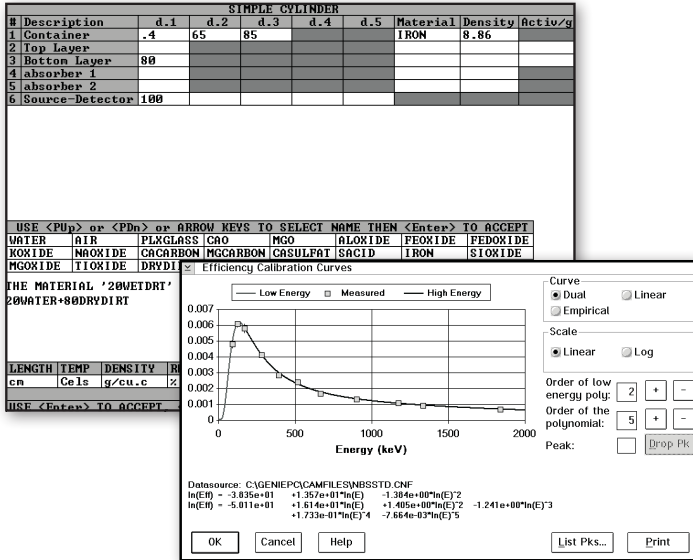 SIMPLE CYLINDER
# Description d.1 d.2 d.3 d.4 d.5 Material Density Activ/g
1 Container .4 65 85 IRON 8.86
2 Top Layer
3 Bottom Layer 80
4 absorber 1
5 absorber 2
6 Source-Detector 100
USE <PUp> or <PDn> or ARROW KEYS TO SELECT NAME THEN <Enter> TO ACCEPT
WATER AIR PLXGLASS CAO MGO ALOXIDE FEOXIDE FEDOXIDE
KOXIDE NAOXIDE CACARBON MGCARBON CASULFAT SACID IRON SIOXIDE
MGOXIDE TIOXIDE DRYDI
THE MATERIAL '20WETDRT'
20WATER+80DRYDIRT
LENGTH TEMP DENSITY
cm Cels g/cu.c %
USE <Enter> TO ACCEPT,
Efficiency Calibration Curves
Low Energy Measured High Energy
0.007
0.006
0.005
0.004
0.003
0.002
0.001
0
0 500 1000 1500 2000
Energy (keV)
Curve
Dual Linear
Empirical
Scale
Linear Log
Order of low
energy poly: 2 + -
Order of the
polynomial: 5 + -
Peak: Drop Pk
Datasource: C:\GENIEPC\CAMFILES\NBSSTD.CNF
ln(Eff) = -3.835e+01 +1.357e+01*ln(E) -1.384e+00*ln(E)^2
ln(Eff) = -5.011e+01 +1.614e+01*ln(E) +1.405e+00*ln(E)^2 -1.241e+00*ln(E)^3
+1.733e-01*ln(E)^4 -7.664e-03*ln(E)^5
OK Cancel Help List Pks... Print